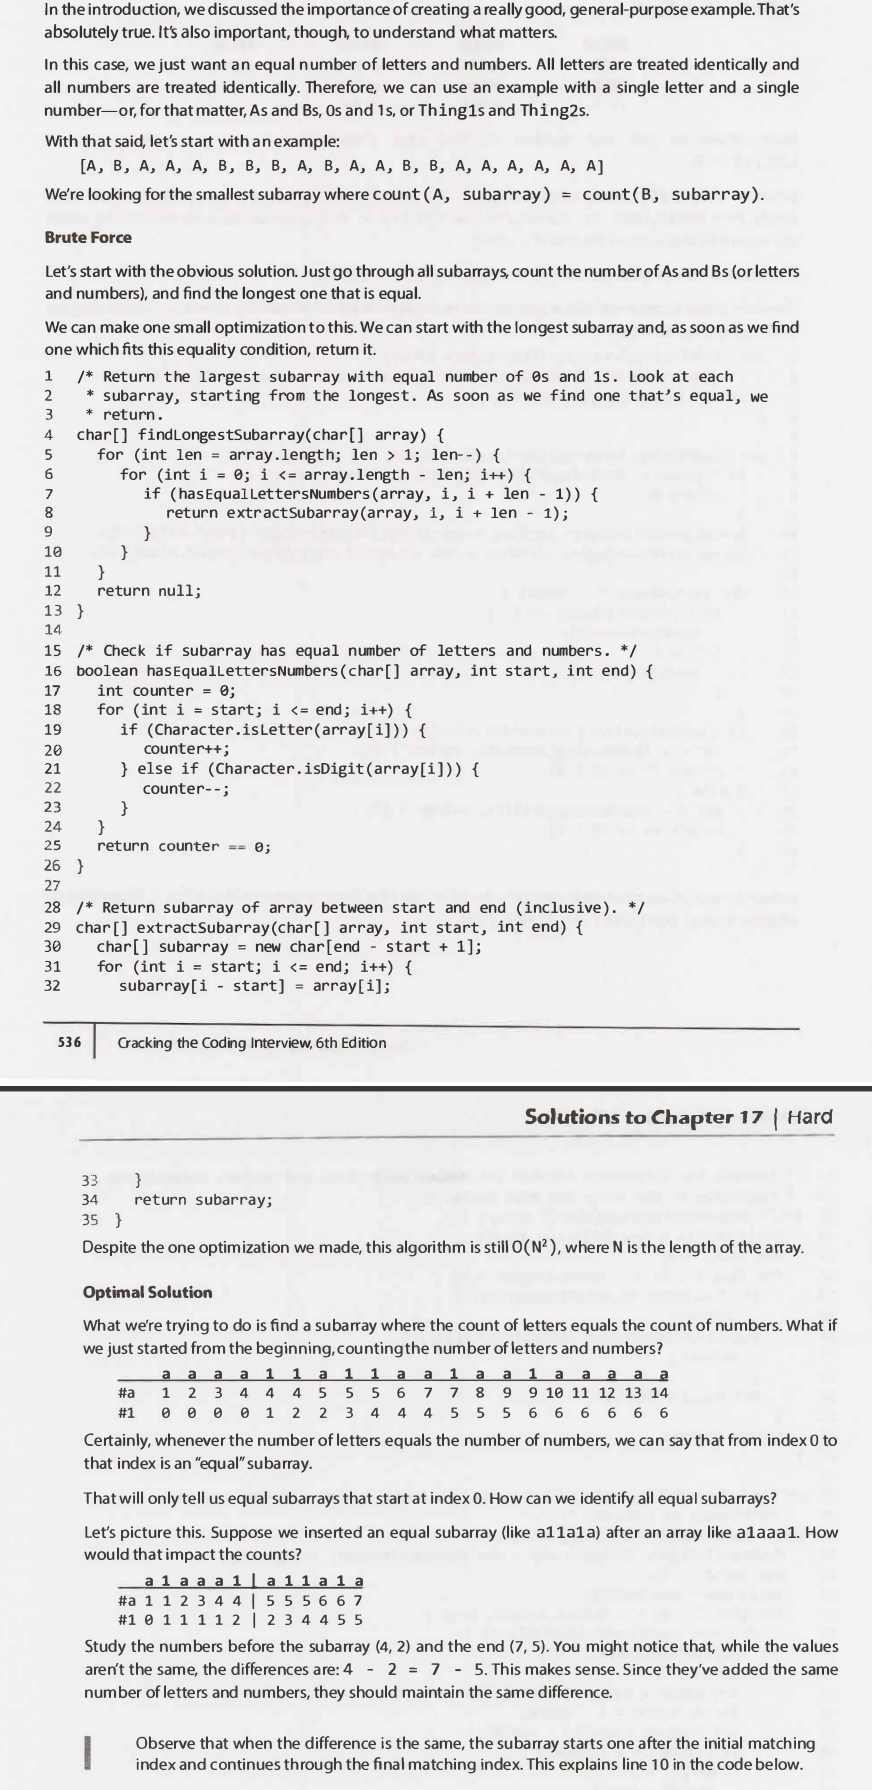 In the introduction, we discussed the importance of creating a really good, general-purpose example. That's
absolutely true. It's also important, though, to understand what matters.
In this case, we just want an equal number of letters and numbers. All letters are treated identically and
all numbers are treated identically. Therefore, we can use an example with a single letter and a single
number—or, for that matter, As and Bs, 0s and 1s, or Thing1s and Thing2s.
With that said, let's start with an example:
[A, B, A, A, A, B, B, B, A, B, A, A, B, B, A, A, A, A, A, A]
We're looking for the smallest subarray where count(A, subarray) = count(B, subarray).
Brute Force
Let's start with the obvious solution. Just go through all subarrays, count the number of As and Bs (or letters
and numbers), and find the longest one that is equal.
We can make one small optimization to this. We can start with the longest subarray and, as soon as we find
one which fits this equality condition, return it.
1 /* Return the largest subarray with equal number of 0s and 1s. Look at each
2 * subarray, starting from the longest. As soon as we find one that's equal, we
3 * return.
4 char[] findLongestSubarray(char[] array) {
5 for (int len = array.length; len > 1; len--) {
6 for (int i = 0; i <= array.length - len; i++) {
7 if (hasEqualLettersNumbers(array, i, i + len - 1)) {
8 return extractSubarray(array, i, i + len - 1);
9 }
10 }
11 }
12 return null;
13 }
14
15 /* Check if subarray has equal number of letters and numbers. */
16 boolean hasEqualLettersNumbers(char[] array, int start, int end) {
17 int counter = 0;
18 for (int i = start; i <= end; i++) {
19 if (Character.isLetter(array[i])) {
20 counter++;
21 } else if (Character.isDigit(array[i])) {
22 counter--;
23 }
24 }
25 return counter == 0;
26 }
27
28 /* Return subarray of array between start and end (inclusive). */
29 char[] extractSubarray(char[] array, int start, int end) {
30 char[] subarray = new char[end - start + 1];
31 for (int i = start; i <= end; i++) {
32 subarray[i - start] = array[i];
536 | Cracking the Coding Interview, 6th Edition
Solutions to Chapter 17 | Hard
33 }
34 return subarray;
35 }
Despite the one optimization we made, this algorithm is still O(N²), where N is the length of the array.
Optimal Solution
What we're trying to do is find a subarray where the count of letters equals the count of numbers. What if
we just started from the beginning, counting the number of letters and numbers?
a a a a 1 1 a 1 1 a a 1 a a 1 a a a a a
#a 1 2 3 4 4 4 5 5 5 6 7 7 8 9 9 10 11 12 13 14
#1 0 0 0 0 1 2 2 3 4 4 4 5 5 5 6 6 6 6 6 6
Certainly, whenever the number of letters equals the number of numbers, we can say that from index 0 to
that index is an "equal" subarray.
That will only tell us equal subarrays that start at index 0. How can we identify all equal subarrays?
Let's picture this. Suppose we inserted an equal subarray (like a11a1a) after an array like a1aaa1. How
would that impact the counts?
a 1 a a a 1 | a 1 1 a 1 a
#a 1 1 2 3 4 4 | 5 5 5 6 6 7
#1 0 1 1 1 1 2 | 2 3 4 4 5 5
Study the numbers before the subarray (4, 2) and the end (7, 5). You might notice that, while the values
aren't the same, the differences are: 4 - 2 = 7 - 5. This makes sense. Since they've added the same
number of letters and numbers, they should maintain the same difference.
Observe that when the difference is the same, the subarray starts one after the initial matching
index and continues through the final matching index. This explains line 10 in the code below.